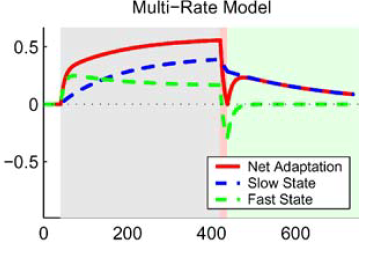 Multi-Rate Model
0.5
0
-0.5
Net Adaptation
Slow State
Fast State
0 200 400 600